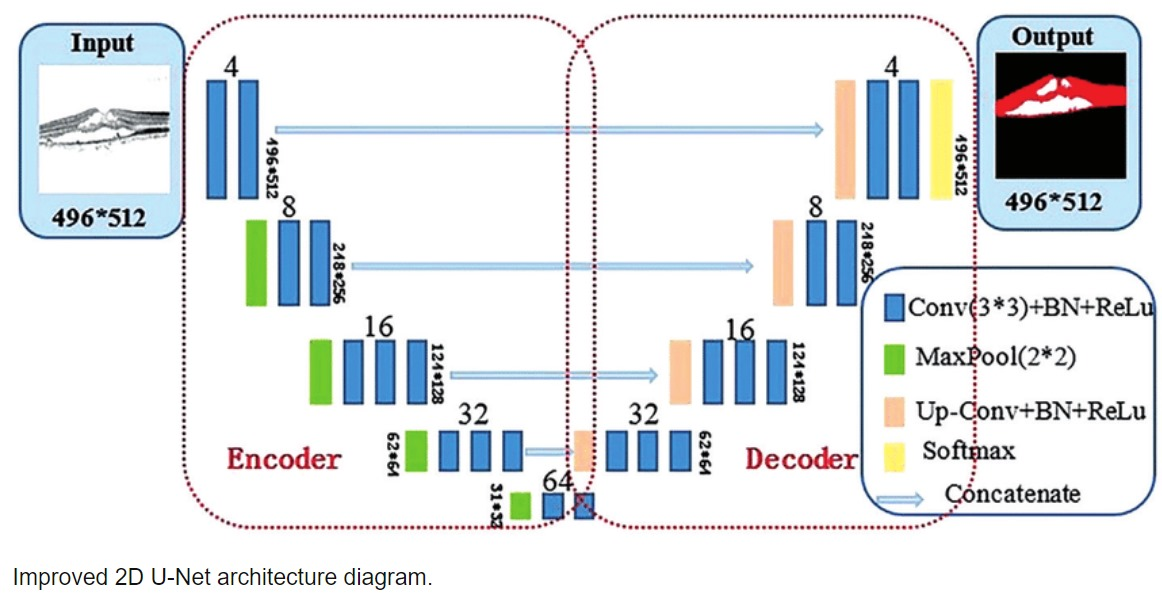 Input
496*512
4
496*512
8
248*256
16
124*128
32
62*64
Encoder
64
31*32
Output
496*512
4
496*512
8
248*256
16
124*128
32
62*64
Decoder
Conv(3*3)+BN+ReLu
MaxPool(2*2)
Up-Conv+BN+ReLu
Softmax
Concatenate
Improved 2D U-Net architecture diagram.